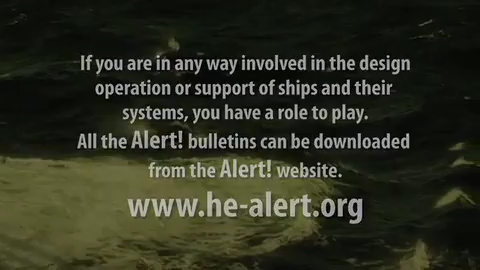 If you are in any way involved in the design
operation or support of ships and their
systems, you have a role to play.
All the Alert! bulletins can be downloaded
from the Alert! website.
www.he-alert.org